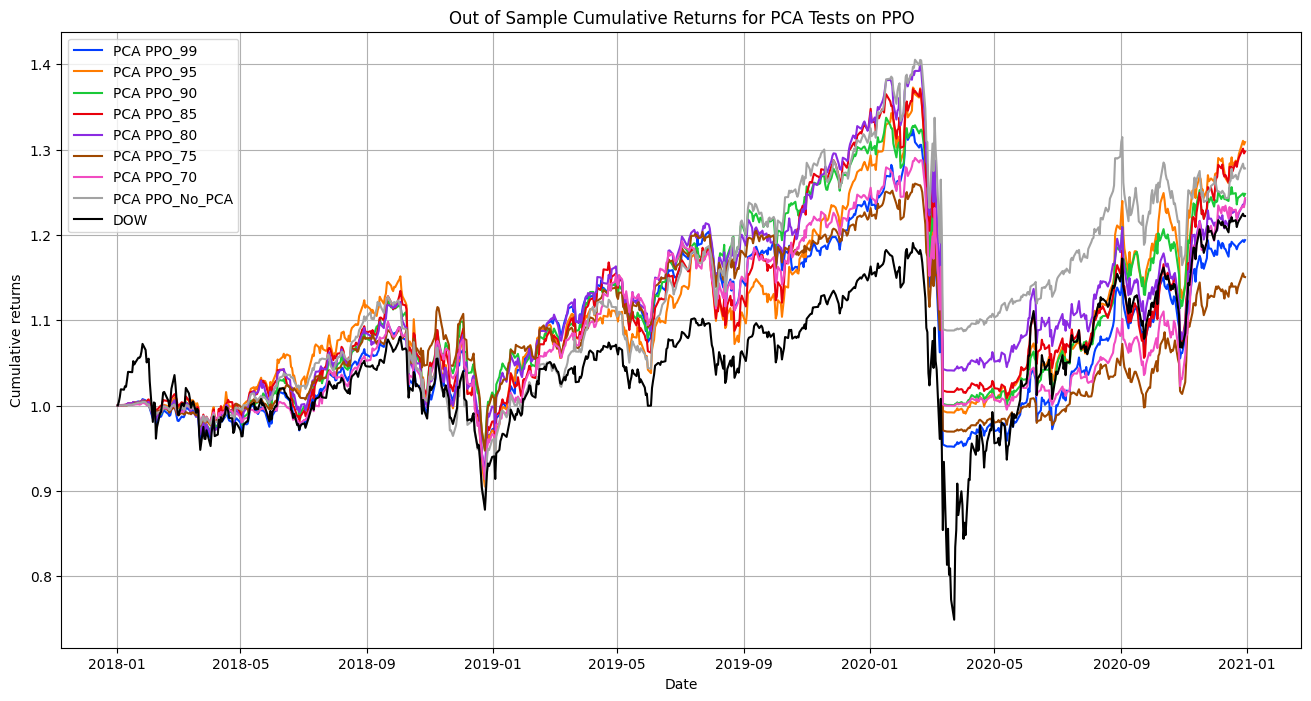 Out of Sample Cumulative Returns for PCA Tests on PPO
PCA PPO_99
PCA PPO_95
PCA PPO_90
PCA PPO_85
PCA PPO_80
PCA PPO_75
PCA PPO_70
PCA PPO_No_PCA
DOW
Cumulative returns
1.4
1.3
1.2
1.1
1.0
0.9
0.8
2018-01 2018-05 2018-09 2019-01 2019-05 2019-09 2020-01 2020-05 2020-09 2021-01
Date